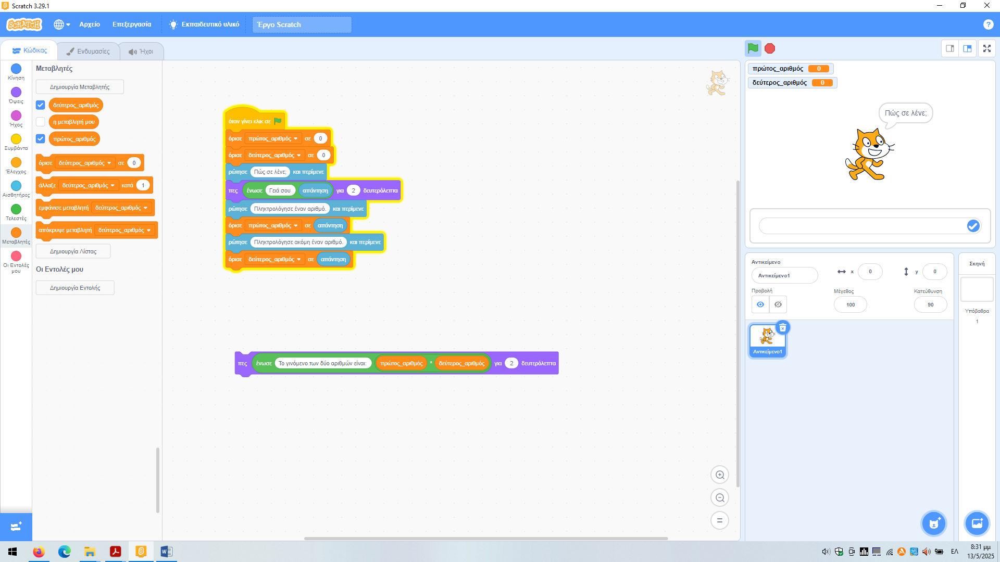 Scratch 3.29.1
SCRATCH
Αρχείο
Επεξεργασία
Εκπαιδευτικό υλικό
Έργο Scratch
?
Κώδικας
Ενδυμασίες
Ήχοι
Κίνηση
Όψεις
Ήχος
Συμβάντα
Έλεγχος
Αισθητήρες
Τελεστές
Μεταβλητές
Οι Εντολές
μου
Μεταβλητές
Δημιουργία Μεταβλητής
δεύτερος_αριθμός
η μεταβλητή μου
πρώτος_αριθμός
όρισε δεύτερος_αριθμός σε 0
άλλαξε δεύτερος_αριθμός κατά 1
εμφάνισε μεταβλητή δεύτερος_αριθμός
απόκρυψε μεταβλητή δεύτερος_αριθμός
Δημιουργία Λίστας
Οι Εντολές μου
Δημιουργία Εντολής
όταν γίνει κλικ σε
όρισε πρώτος_αριθμός σε 0
όρισε δεύτερος_αριθμός σε 0
ρώτησε Πώς σε λένε; και περίμενε
πες ένωσε Γειά σου απάντηση για 2 δευτερόλεπτα
ρώτησε Πληκτρολόγησε έναν αριθμό. και περίμενε
όρισε πρώτος_αριθμός σε απάντηση
ρώτησε Πληκτρολόγησε ακόμη έναν αριθμό. και περίμενε
όρισε δεύτερος_αριθμός σε απάντηση
πες ένωσε Το γινόμενο των δύο αριθμών είναι: πρώτος_αριθμός * δεύτερος_αριθμός για 2 δευτερόλεπτα
πρώτος_αριθμός 0
δεύτερος_αριθμός 0
Πώς σε λένε;
Αντικείμενο
Αντικείμενο1
x 0
y 0
Προβολή
Μέγεθος
100
Κατεύθυνση
90
Αντικείμενο1
Σκηνή
Υπόβαθρα
1
ΕΛ
8:31 μμ
13/5/2025